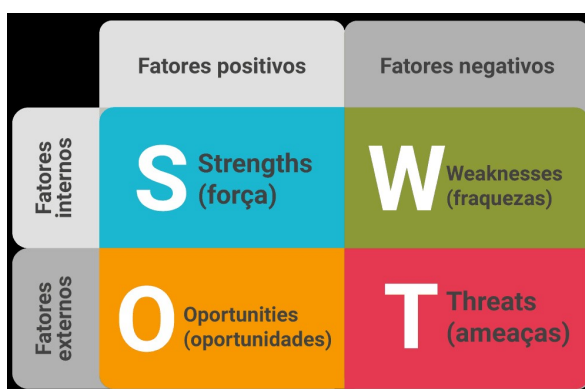 Fatores positivos
Fatores negativos
Fatores
internos
S
Strengths
(força)
W
Weaknesses
(fraquezas)
Fatores
externos
O
Oportunities
(oportunidades)
T
Threats
(ameaças)